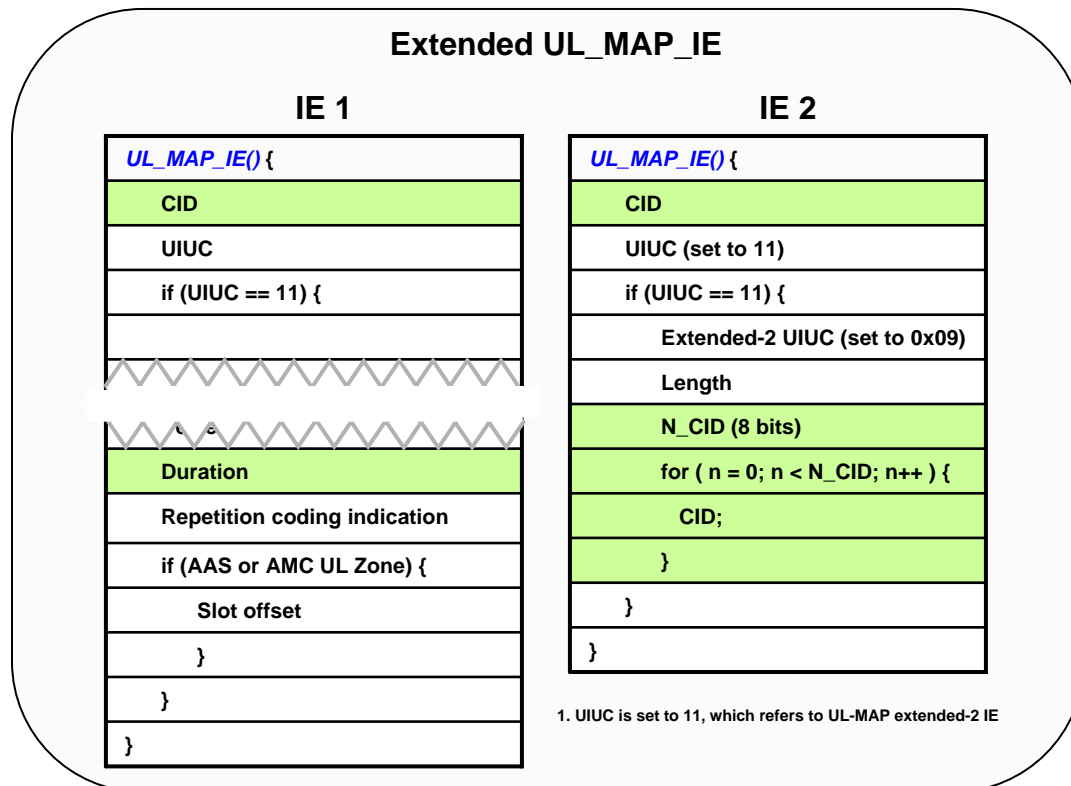 Extended UL_MAP_IE
IE 1
UL_MAP_IE() {
CID
UIUC
if (UIUC == 11) {
Duration
Repetition coding indication
if (AAS or AMC UL Zone) {
Slot offset
}
}
}
IE 2
UL_MAP_IE() {
CID
UIUC (set to 11)
if (UIUC == 11) {
Extended-2 UIUC (set to 0x09)
Length
N_CID (8 bits)
for ( n = 0; n < N_CID; n++ ) {
CID;
}
}
}
1. UIUC is set to 11, which refers to UL-MAP extended-2 IE